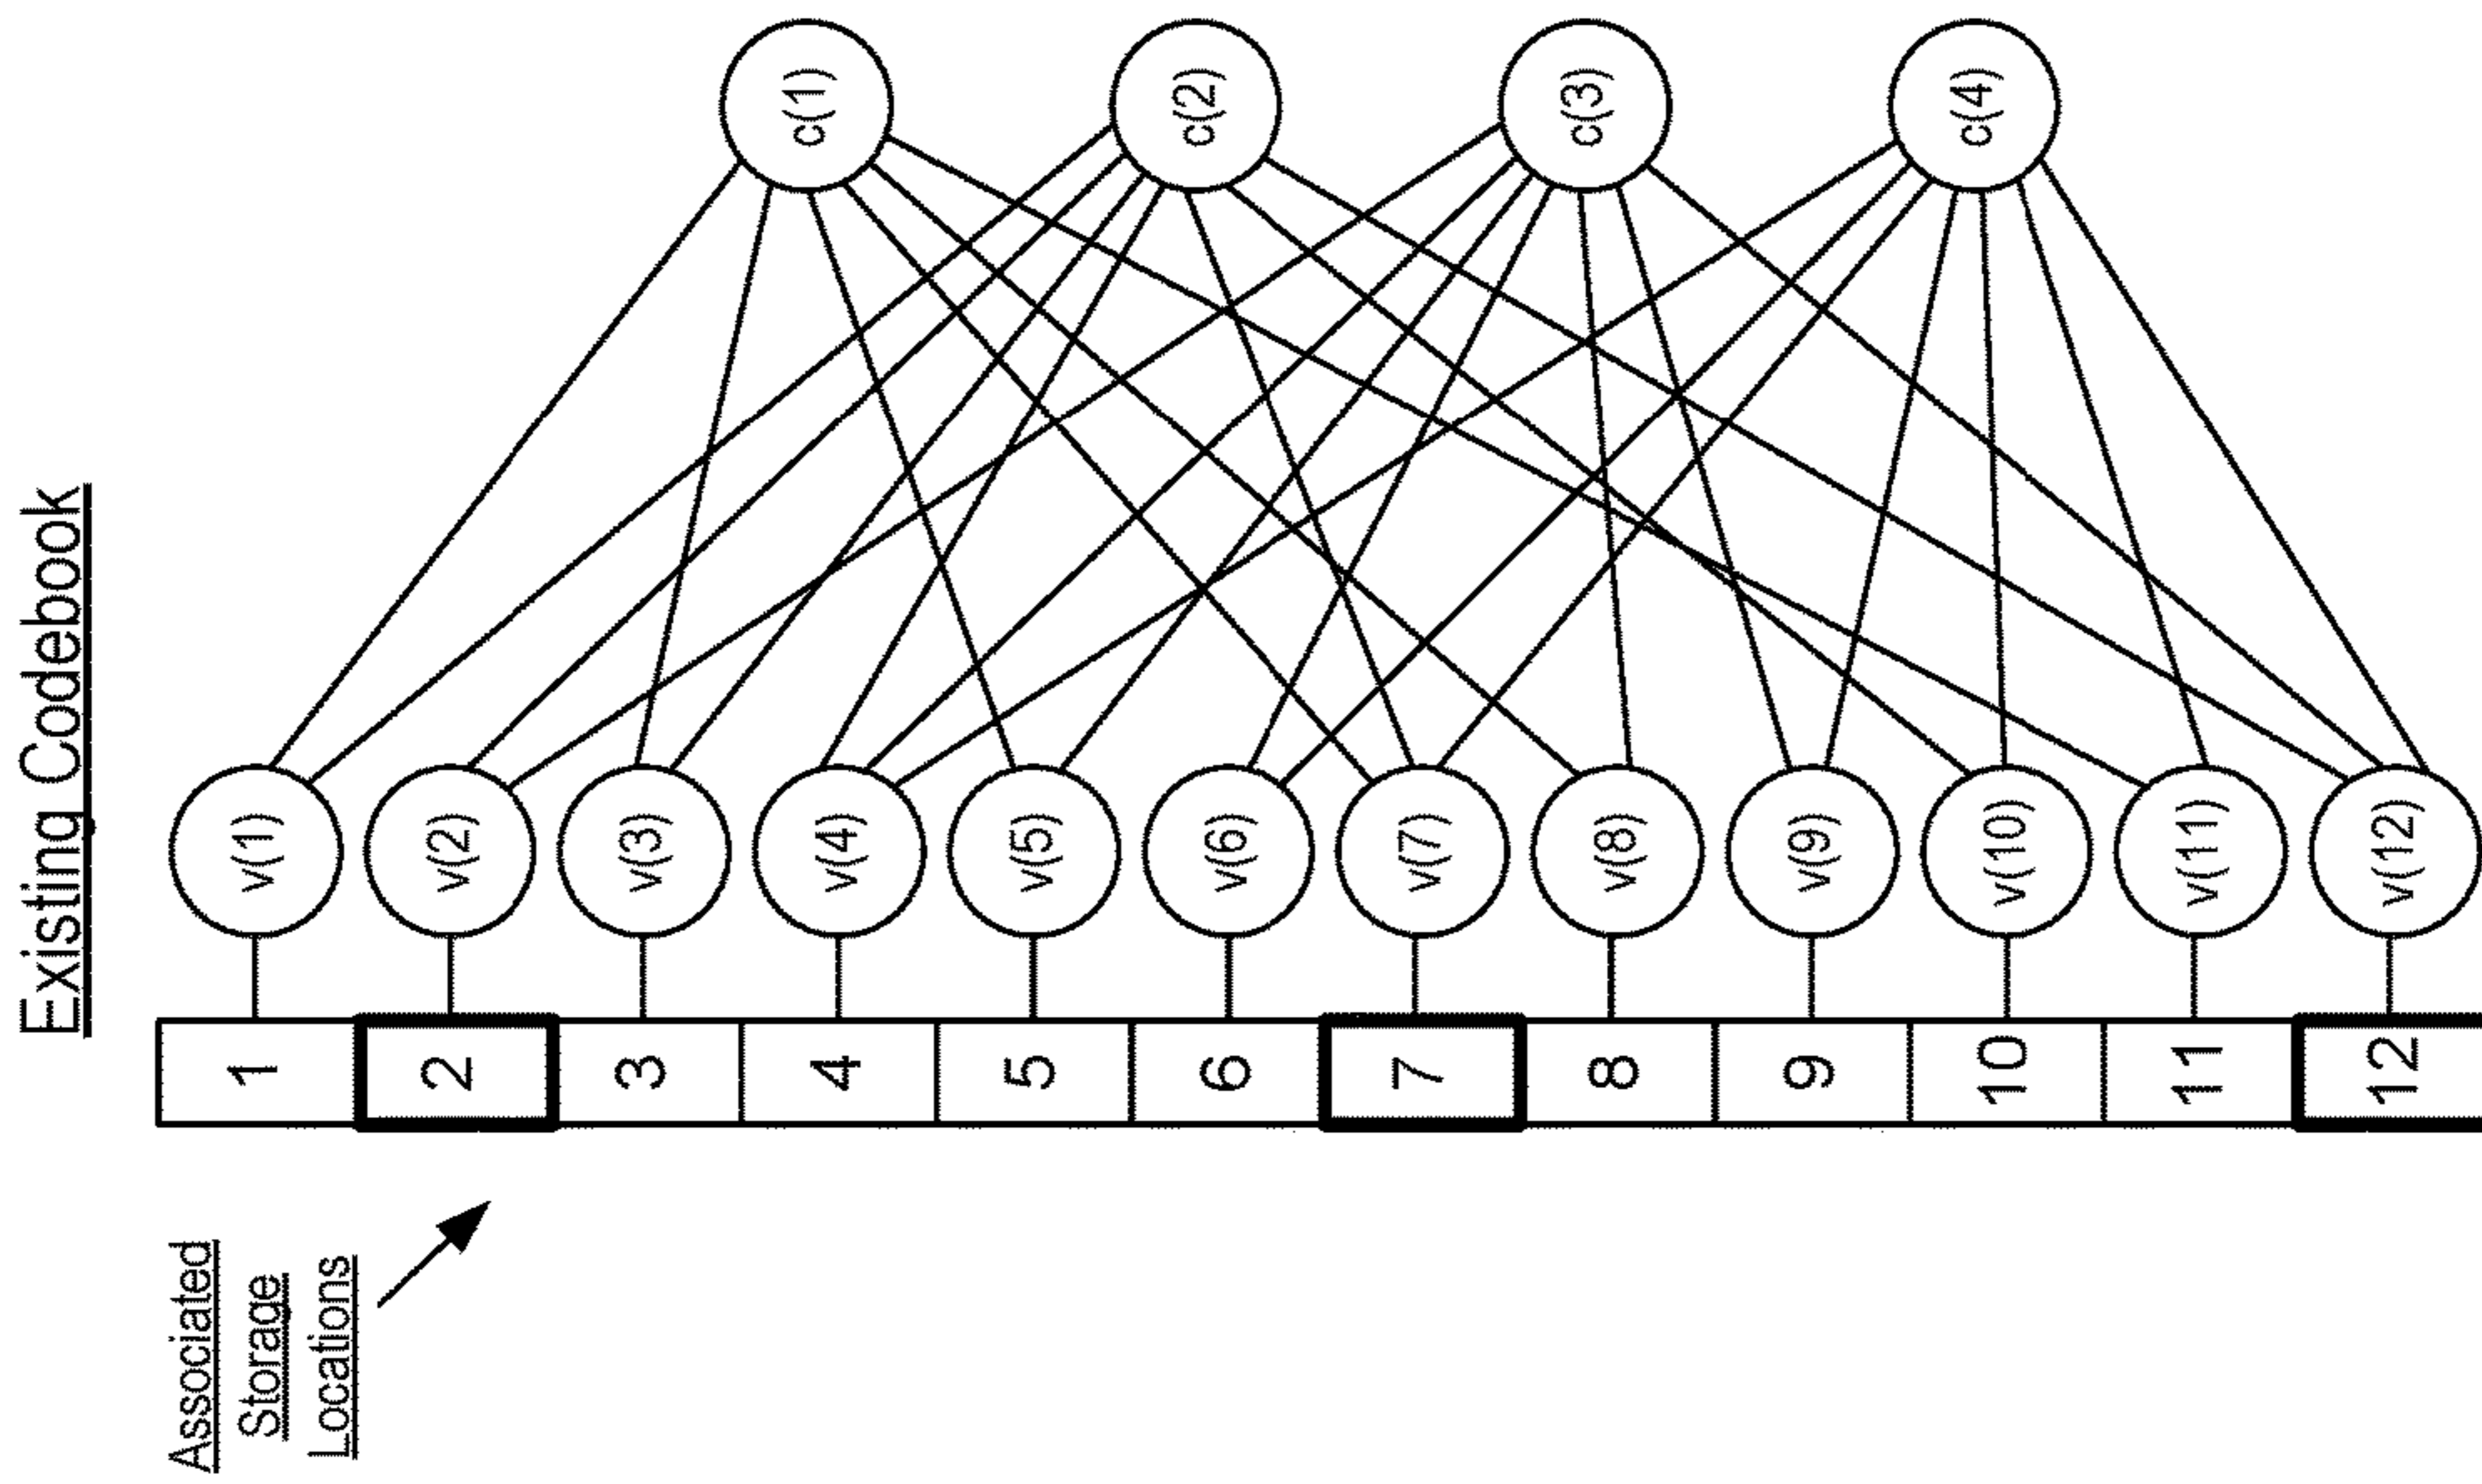 Existing Codebook
Associated
Storage
Locations
1
2
3
4
5
6
7
8
9
10
11
12
v(1)
v(2)
v(3)
v(4)
v(5)
v(6)
v(7)
v(8)
v(9)
v(10)
v(11)
v(12)
c(1)
c(2)
c(3)
c(4)